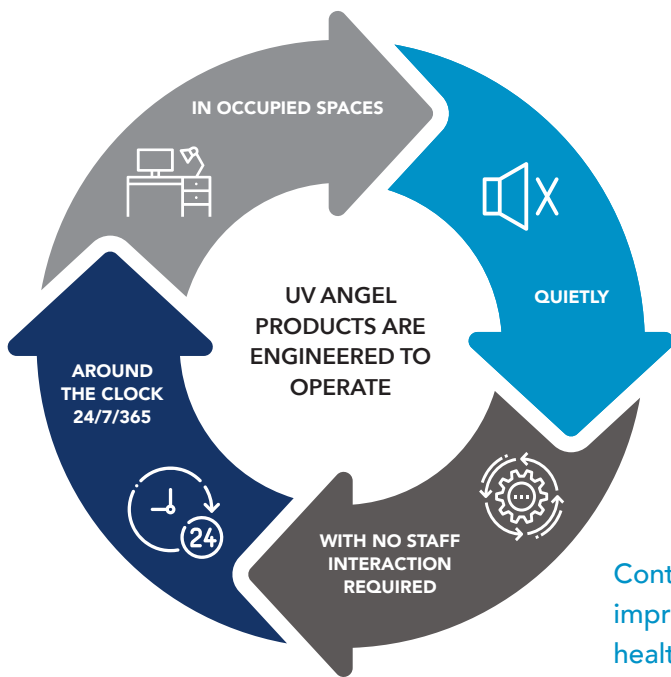 IN OCCUPIED SPACES
QUIETLY
UV ANGEL
PRODUCTS ARE
ENGINEERED TO
OPERATE
AROUND
THE CLOCK
24/7/365
24
WITH NO STAFF
INTERACTION
REQUIRED